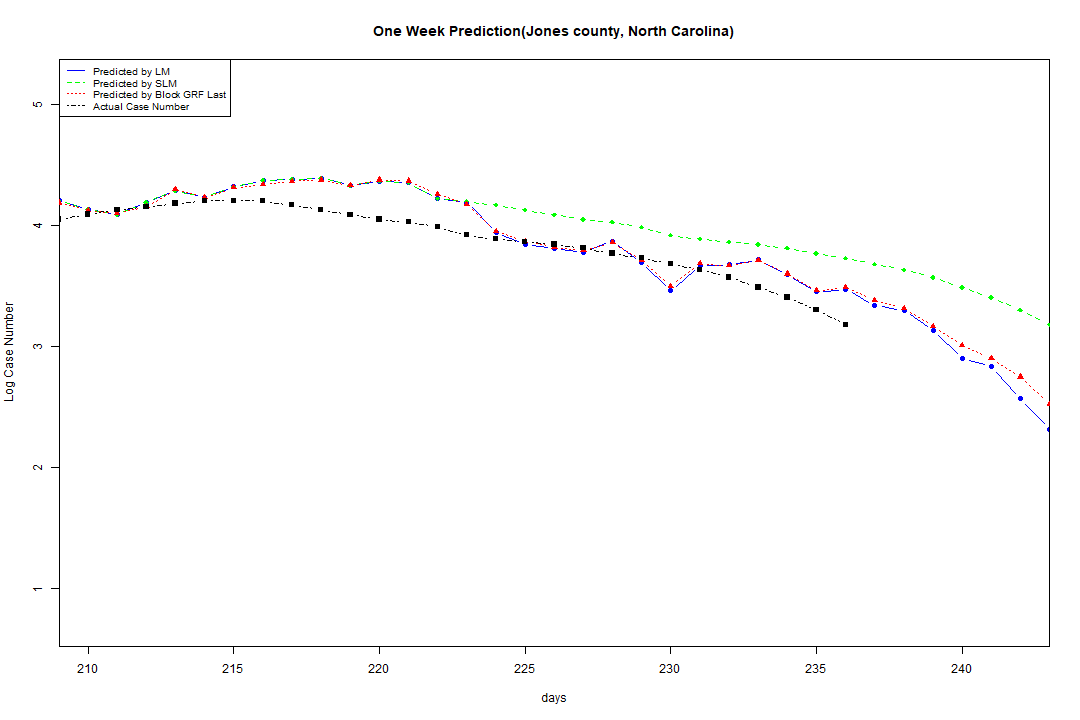 One Week Prediction(Jones county, North Carolina)
Predicted by LM
Predicted by SLM
Predicted by Block GRF Last
Actual Case Number
5
4
3
2
1
Log Case Number
210 215 220 225 230 235 240
days